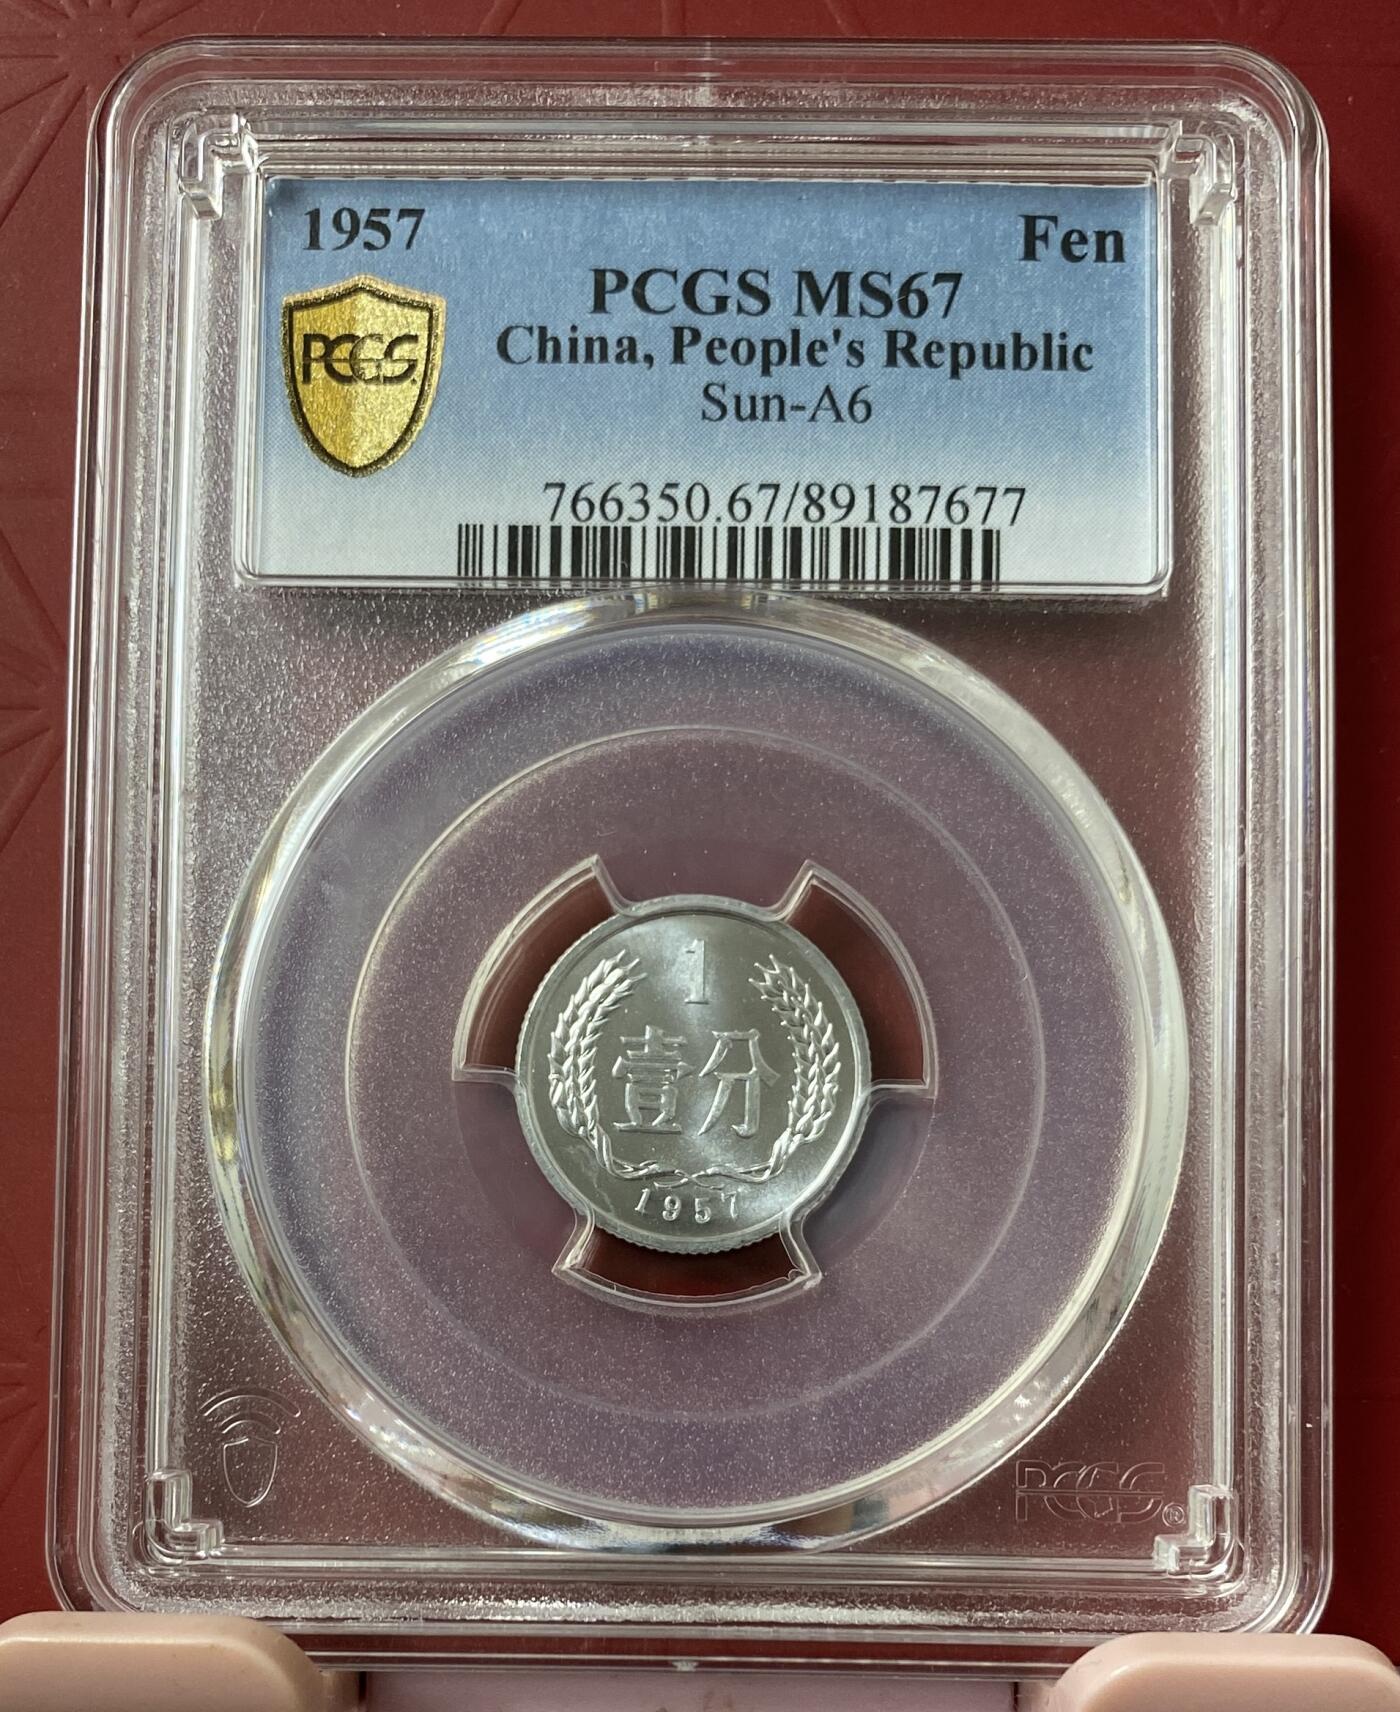 1957 Fen
PCGS MS67
PCGS
China, People's Republic
Sun-A6
766350.67/89187677
1
壹分
1957
PCGS®